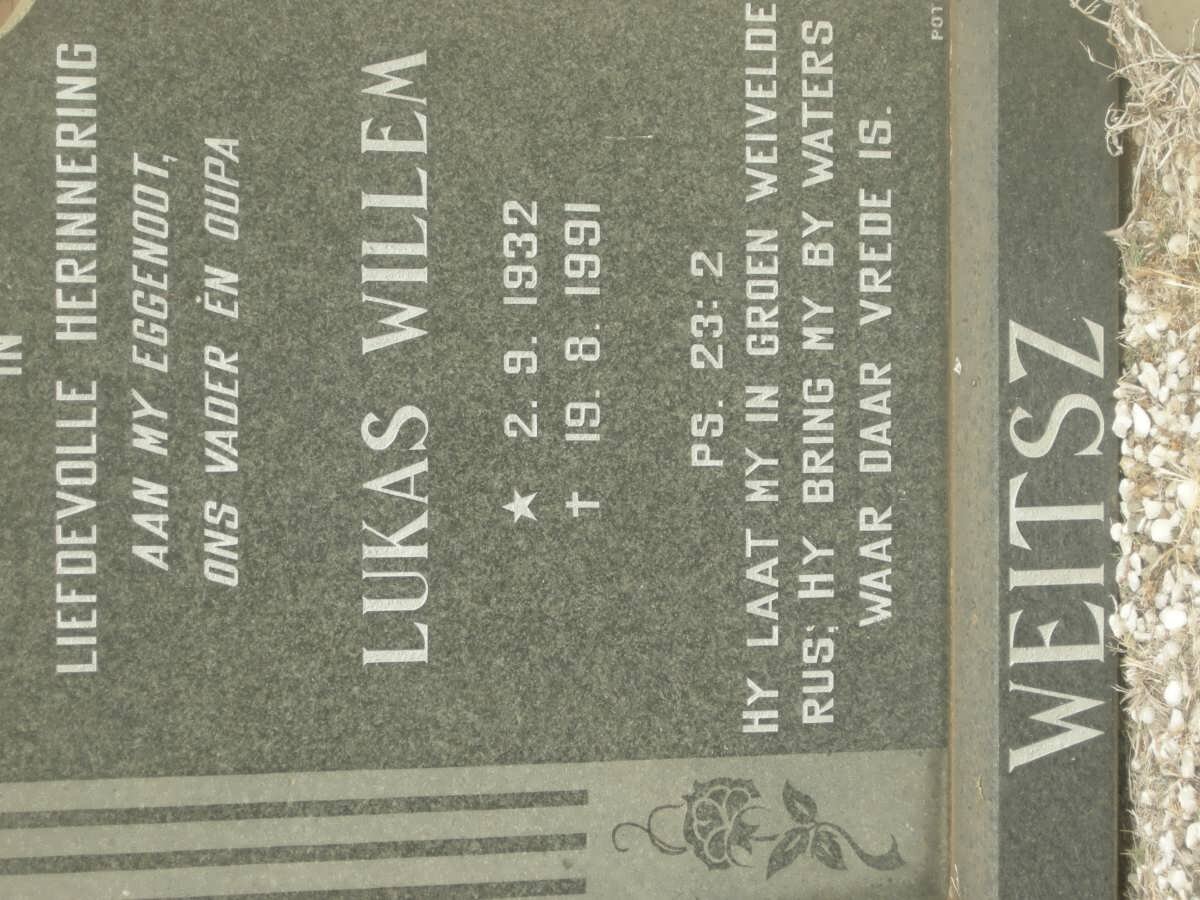 IN
LIEFDEVOLLE HERINNERING
AAN MY EGGENOOT,
ONS VADER ÈN OUPA
LUKAS WILLEM
★ 2. 9. 1932
✝ 19. 8. 1991
PS. 23: 2
HY LAAT MY IN GROEN WEIVELDE
RUS; HY BRING MY BY WATERS
WAAR DAAR VREDE IS.
POT
WEITSZ